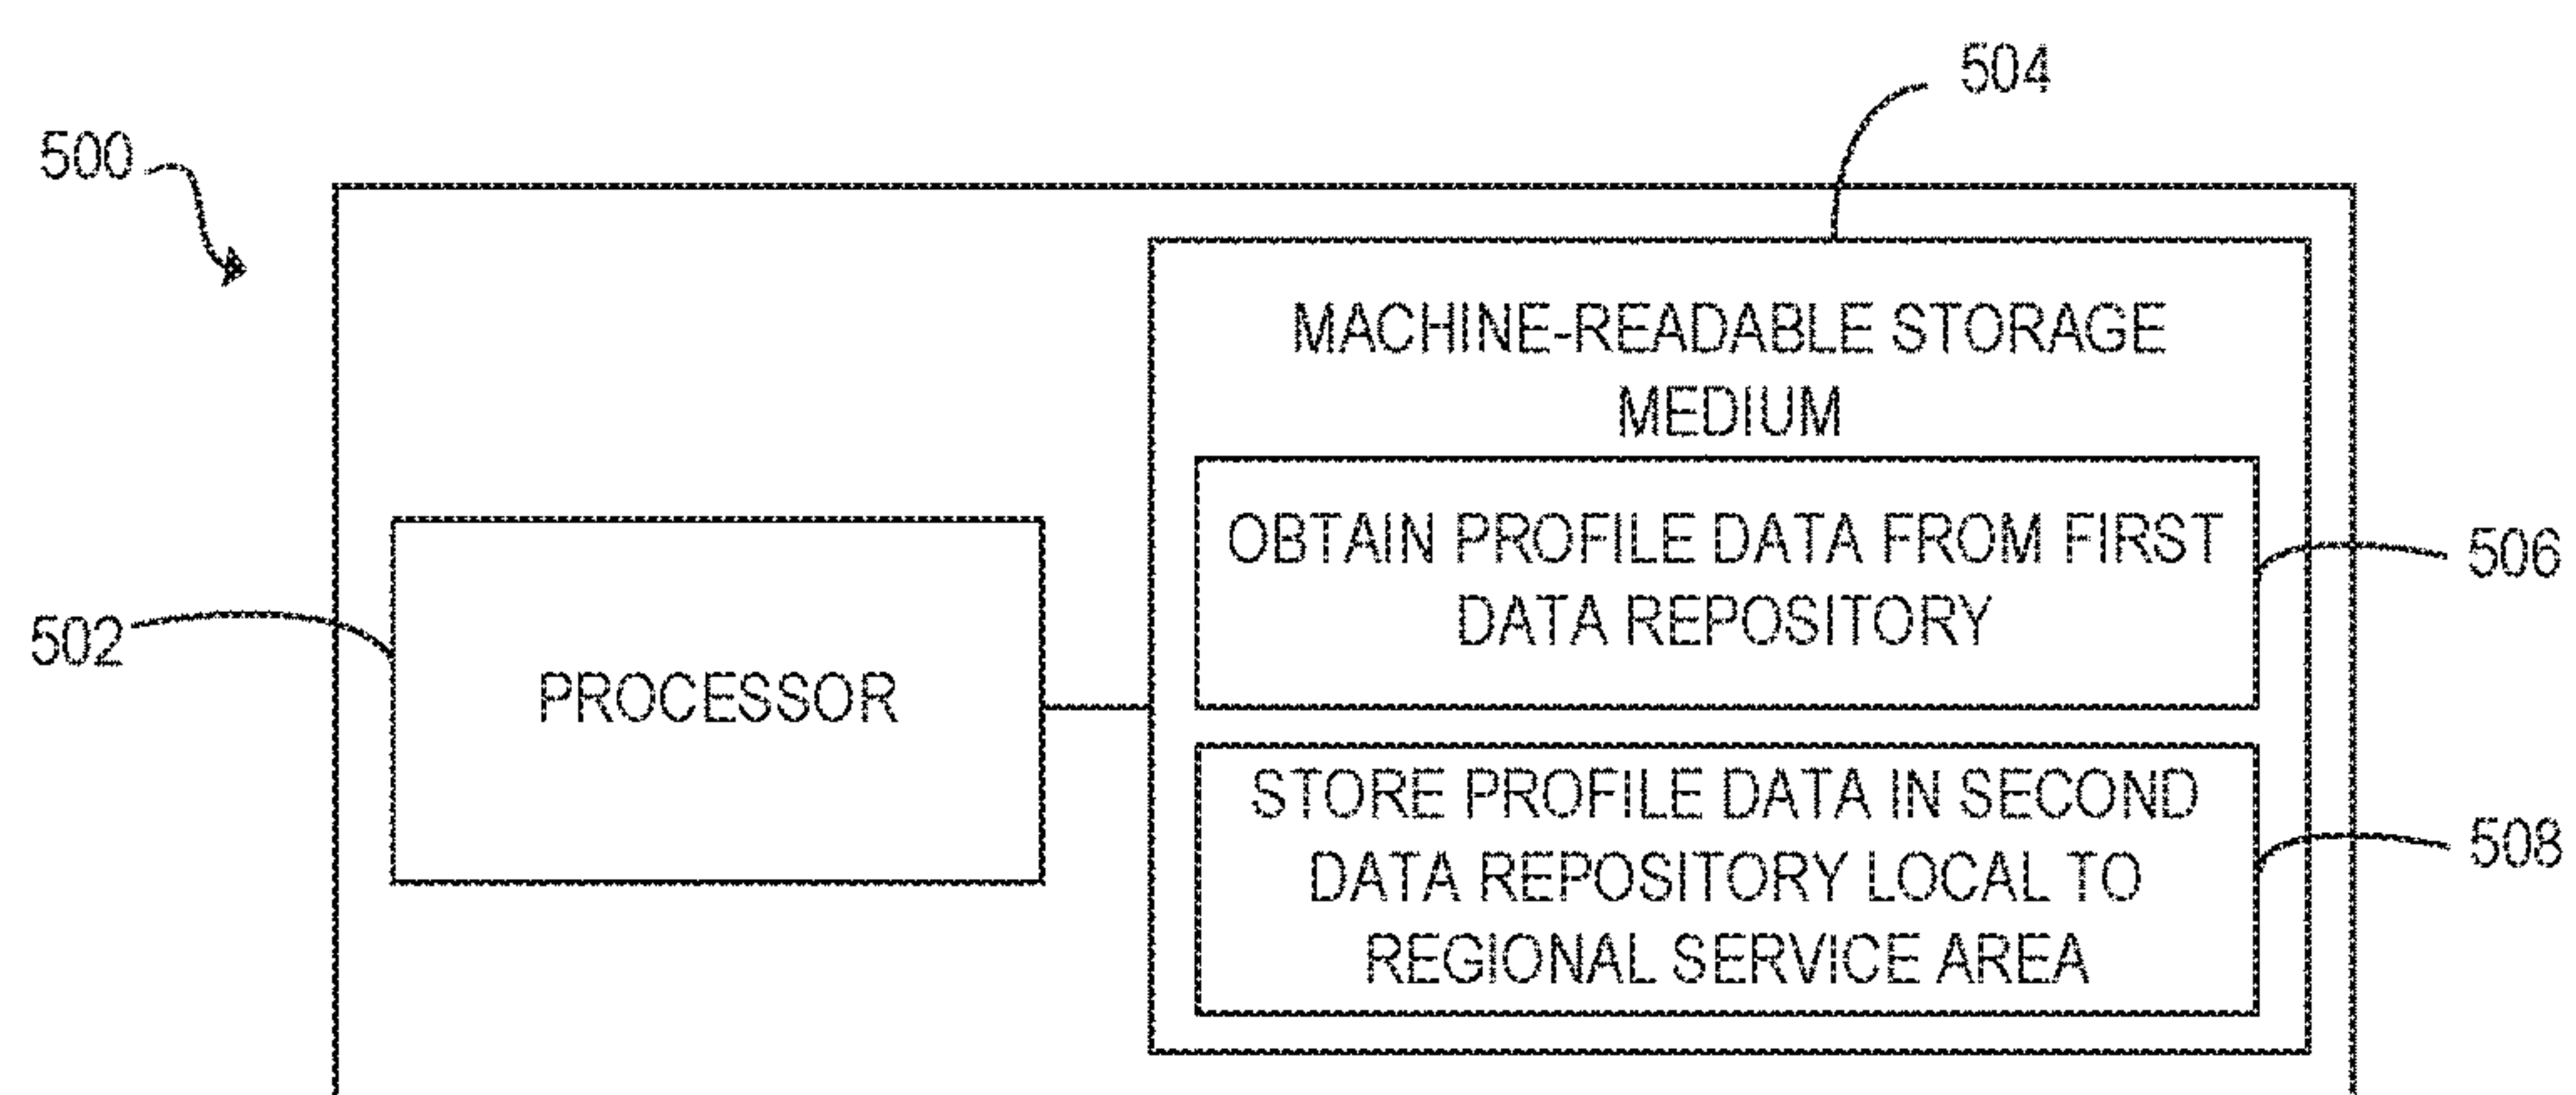 504
500
MACHINE-READABLE STORAGE
MEDIUM
OBTAIN PROFILE DATA FROM FIRST
DATA REPOSITORY
506
502
PROCESSOR
STORE PROFILE DATA IN SECOND
DATA REPOSITORY LOCAL TO
REGIONAL SERVICE AREA
508